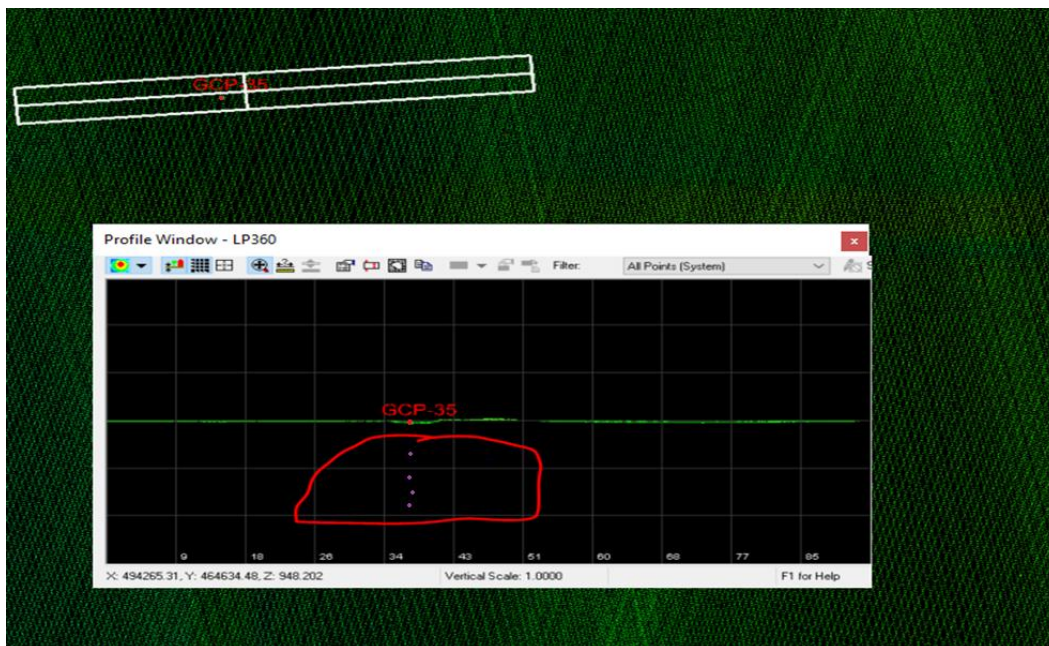 GCP-35
Profile Window - LP360
Filter: All Points (System)
GCP-35
9 18 26 34 43 51 60 68 77 85
X: 494265.31, Y: 464634.48, Z: 948.202 Vertical Scale: 1.0000 F1 for Help